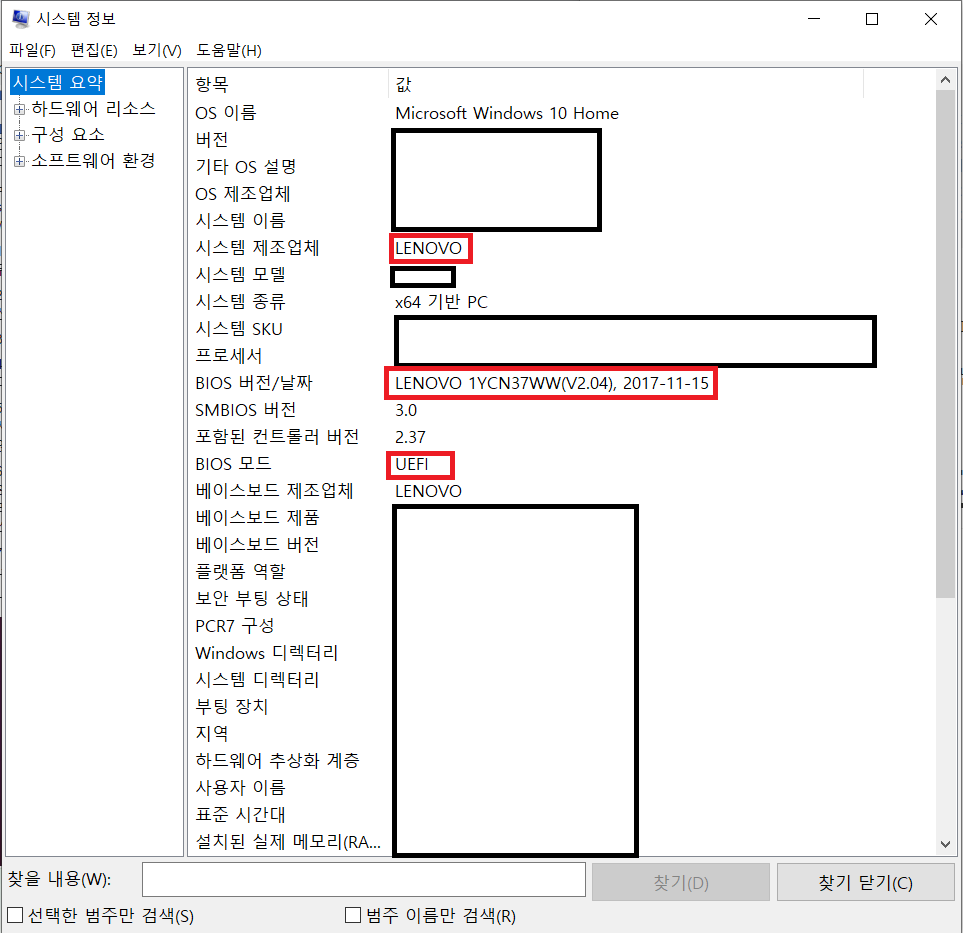 시스템 정보
파일(F) 편집(E) 보기(V) 도움말(H)
시스템 요약
하드웨어 리소스
구성 요소
소프트웨어 환경
항목 값
OS 이름 Microsoft Windows 10 Home
버전
기타 OS 설명
OS 제조업체
시스템 이름
시스템 제조업체 LENOVO
시스템 모델
시스템 종류 x64 기반 PC
시스템 SKU
프로세서
BIOS 버전/날짜 LENOVO 1YCN37WW(V2.04), 2017-11-15
SMBIOS 버전 3.0
포함된 컨트롤러 버전 2.37
BIOS 모드 UEFI
베이스보드 제조업체 LENOVO
베이스보드 제품
베이스보드 버전
플랫폼 역할
보안 부팅 상태
PCR7 구성
Windows 디렉터리
시스템 디렉터리
부팅 장치
지역
하드웨어 추상화 계층
사용자 이름
표준 시간대
설치된 실제 메모리(RA...
찾을 내용(W): 찾기(D) 찾기 닫기(C)
선택한 범주만 검색(S) 범주 이름만 검색(R)